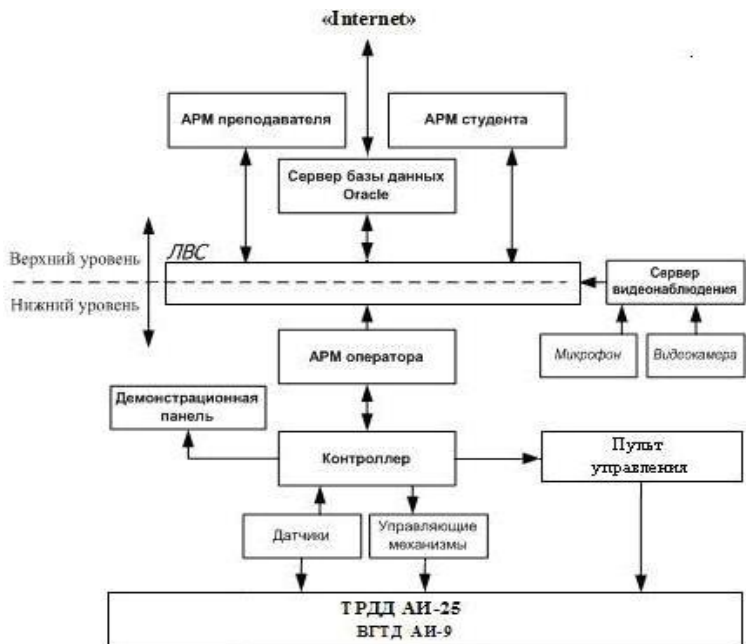 «Internet»
АРМ преподавателя
АРМ студента
Сервер базы данных
Oracle
ЛВС
Верхний уровень
Нижний уровень
Сервер
видеонаблюдения
АРМ оператора
Микрофон
Видеокамера
Демонстрационная
панель
Контроллер
Пульт
управления
Датчики
Управляющие
механизмы
ТРДД АИ-25
ВГТД АИ-9